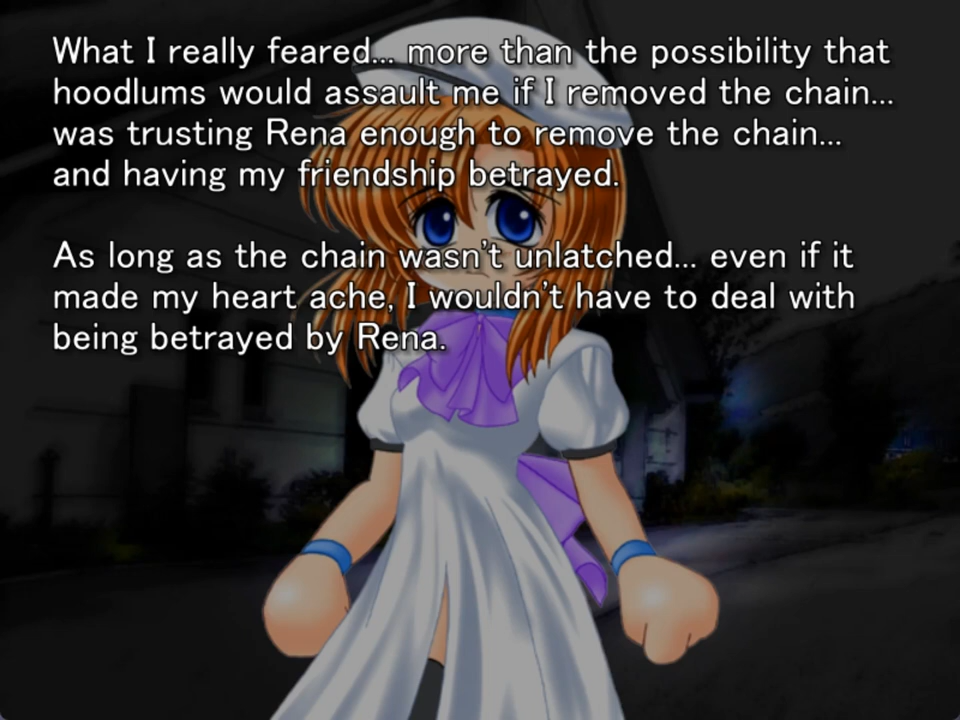 What I really feared... more than the possibility that
hoodlums would assault me if I removed the chain...
was trusting Rena enough to remove the chain...
and having my friendship betrayed.
As long as the chain wasn't unlatched... even if it
made my heart ache, I wouldn't have to deal with
being betrayed by Rena.